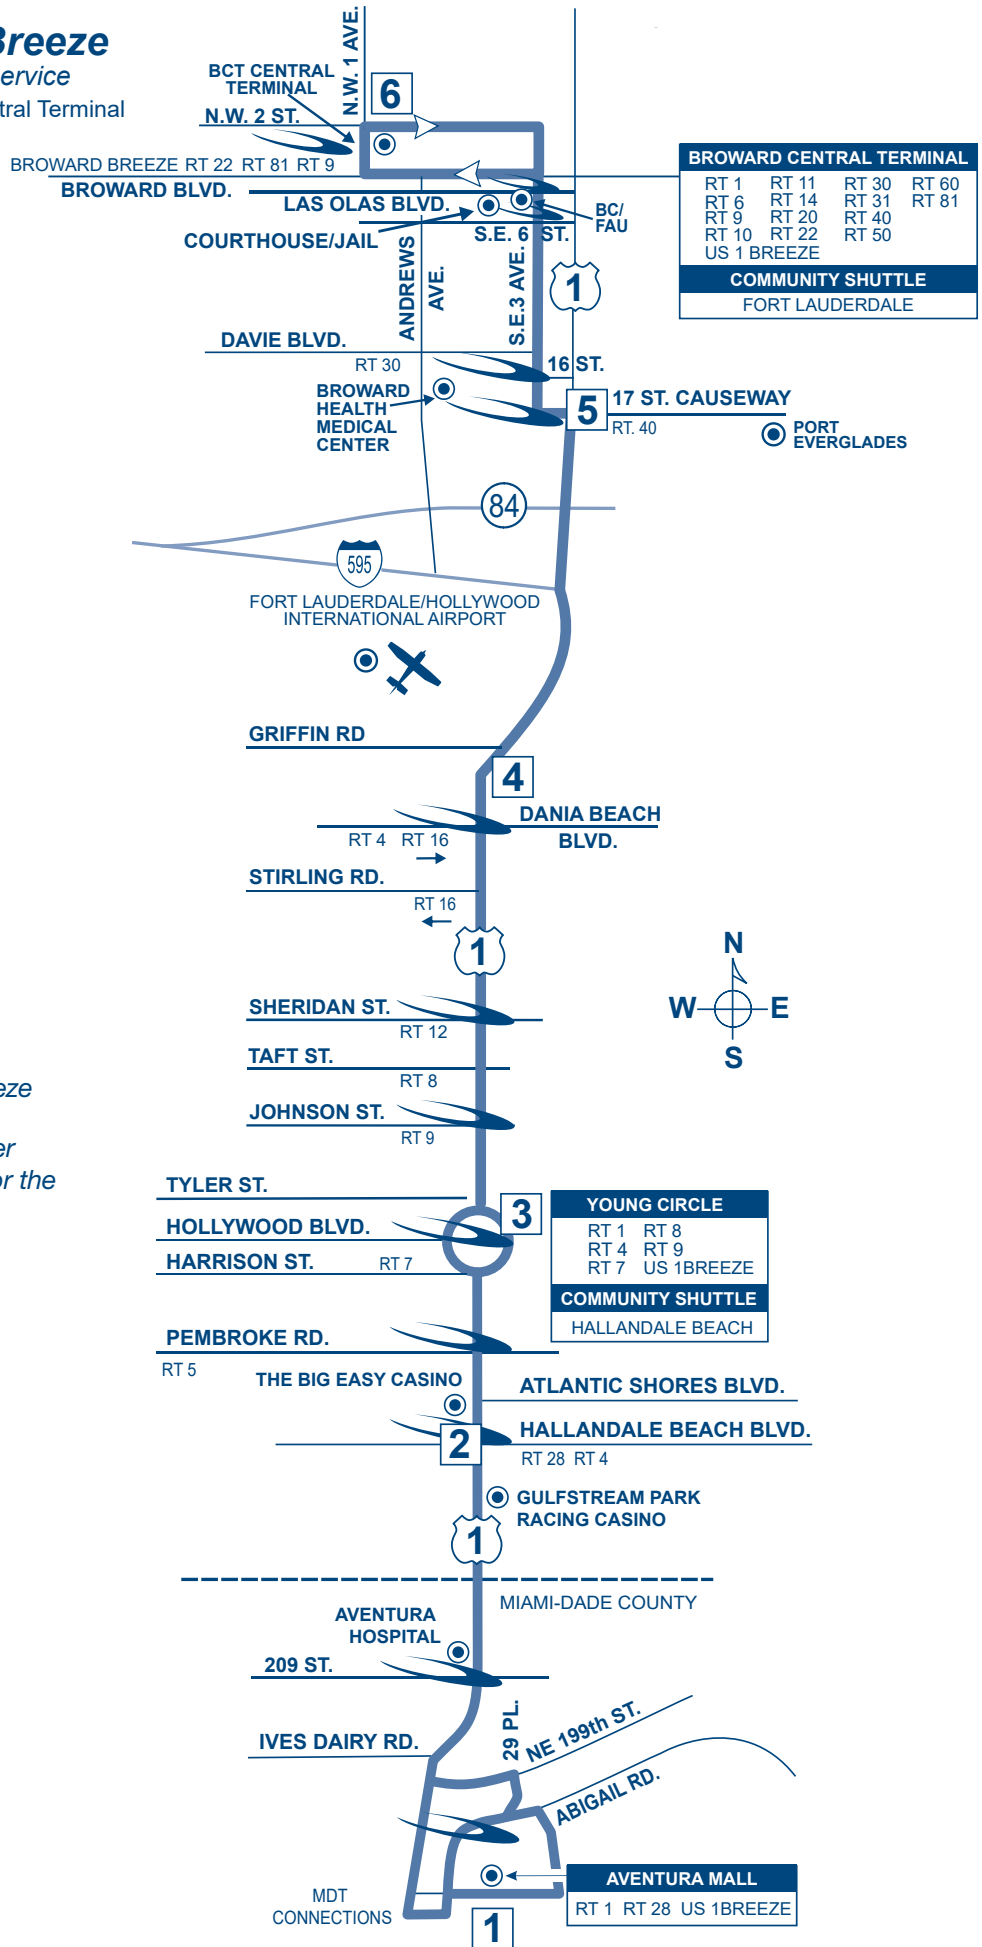 Breeze
ervice
tral Terminal
N.W. 1 AVE.
BCT CENTRAL
TERMINAL
6
N.W. 2 ST.
BROWARD BREEZE RT 22 RT 81 RT 9
BROWARD BLVD.
LAS OLAS BLVD.
COURTHOUSE/JAIL
BC/
FAU
S.E. 6 ST.
BROWARD CENTRAL TERMINAL
RT 1 RT 11 RT 30 RT 60
RT 6 RT 14 RT 31 RT 81
RT 9 RT 20 RT 40
RT 10 RT 22 RT 50
US 1 BREEZE
COMMUNITY SHUTTLE
FORT LAUDERDALE
ANDREWS
AVE.
S.E.3 AVE.
1
DAVIE BLVD.
RT 30
16 ST.
BROWARD
HEALTH
MEDICAL
CENTER
5
17 ST. CAUSEWAY
RT. 40
PORT
EVERGLADES
84
595
FORT LAUDERDALE/HOLLYWOOD
INTERNATIONAL AIRPORT
GRIFFIN RD
4
DANIA BEACH
BLVD.
RT 4 RT 16
STIRLING RD.
RT 16
1
N
W E
S
SHERIDAN ST.
RT 12
TAFT ST.
RT 8
JOHNSON ST.
RT 9
eze
er
or the
TYLER ST.
3
HOLLYWOOD BLVD.
HARRISON ST.
RT 7
YOUNG CIRCLE
RT 1 RT 8
RT 4 RT 9
RT 7 US 1BREEZE
COMMUNITY SHUTTLE
HALLANDALE BEACH
PEMBROKE RD.
RT 5
THE BIG EASY CASINO
ATLANTIC SHORES BLVD.
2
HALLANDALE BEACH BLVD.
RT 28 RT 4
GULFSTREAM PARK
RACING CASINO
1
MIAMI-DADE COUNTY
AVENTURA
HOSPITAL
209 ST.
29 PL.
NE 199th ST.
IVES DAIRY RD.
ABIGAIL RD.
AVENTURA MALL
RT 1 RT 28 US 1BREEZE
MDT
CONNECTIONS
1